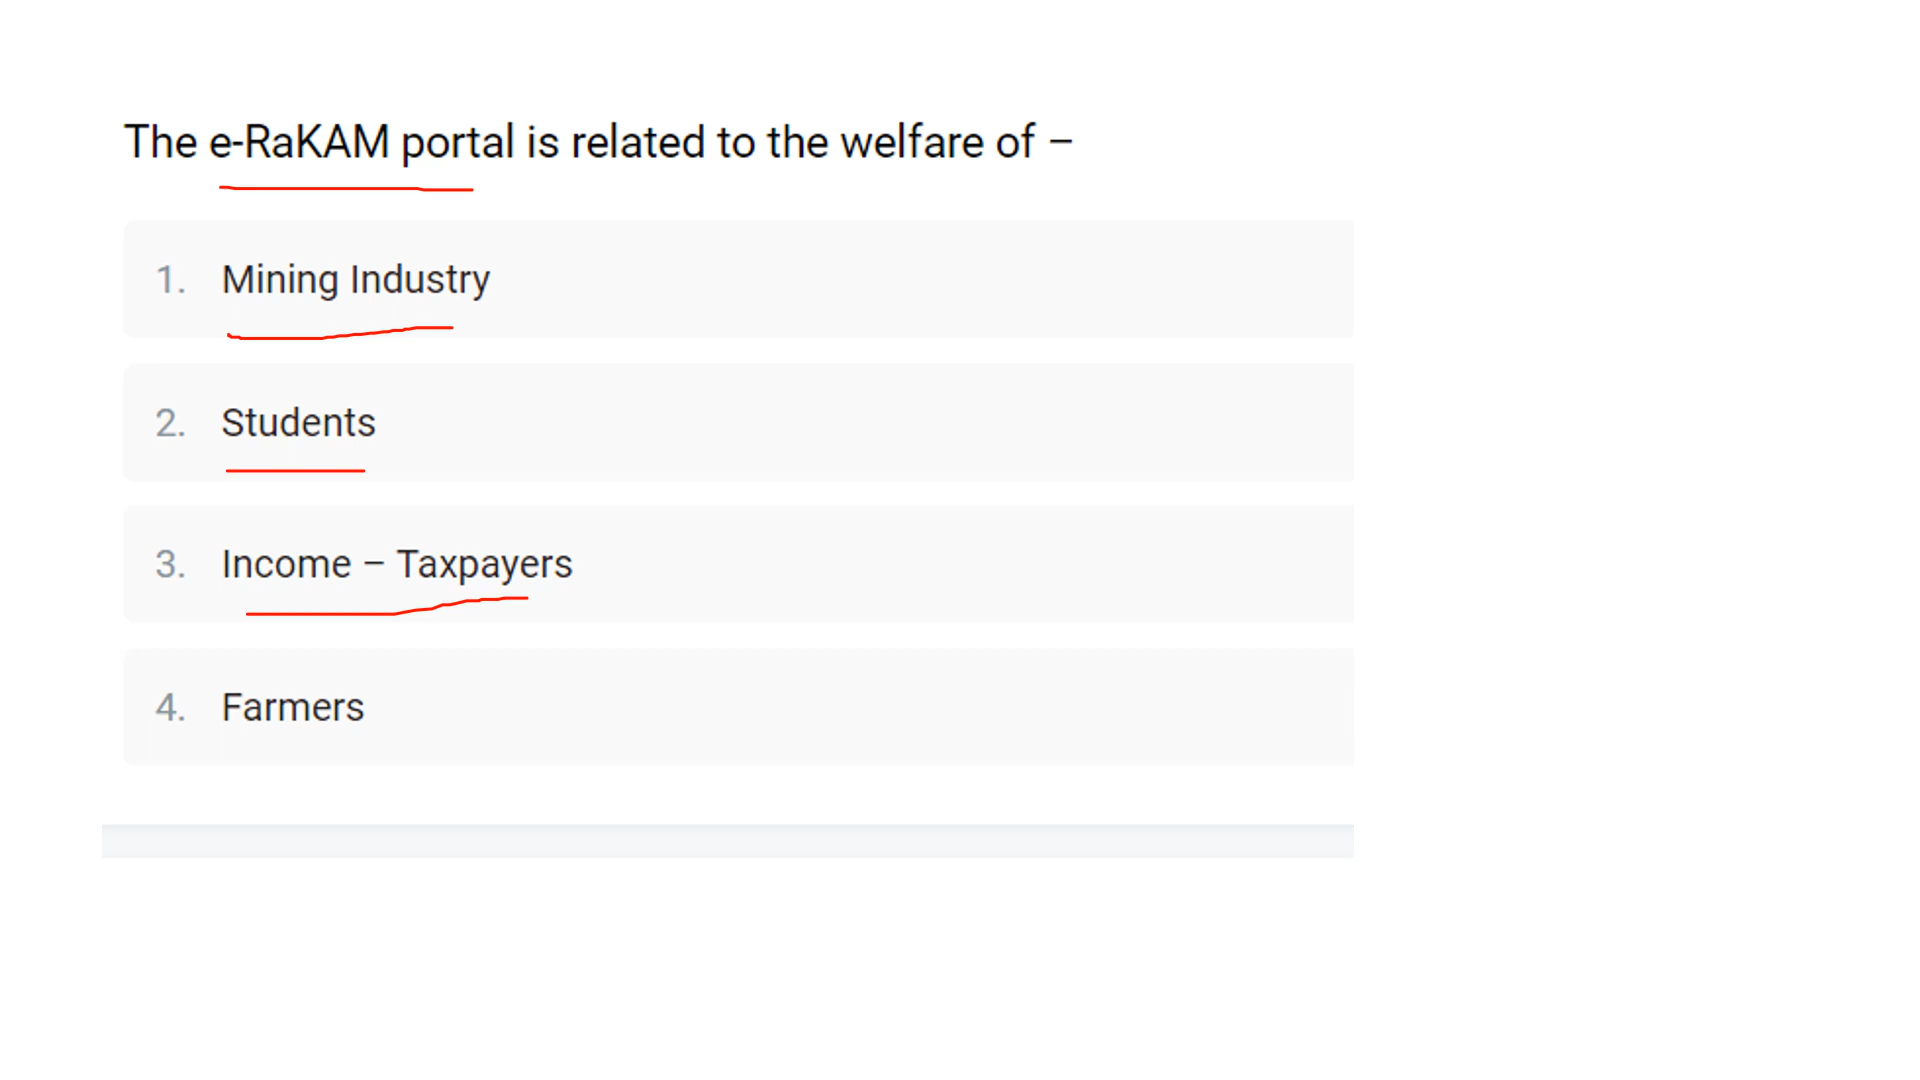 The e-RaKAM portal is related to the welfare of –
1. Mining Industry
2. Students
3. Income – Taxpayers
4. Farmers